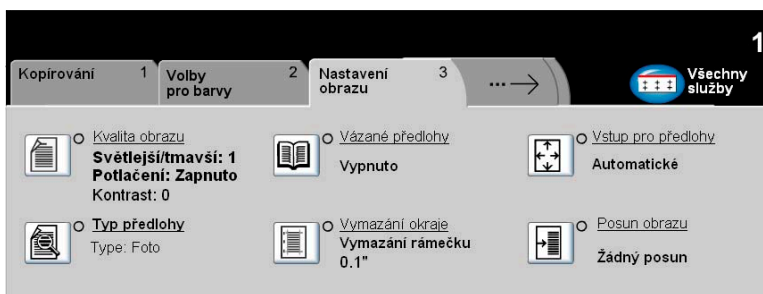 1
Kopírování 1
Volby 2
pro barvy
Nastavení 3
obrazu
Všechny
služby
Kvalita obrazu
Světlejší/tmavší: 1
Potlačení: Zapnuto
Kontrast: 0
Vázané předlohy
Vypnuto
Vstup pro předlohy
Automatické
Typ předlohy
Type: Foto
Vymazání okraje
Vymazání rámečku
0.1"
Posun obrazu
Žádný posun